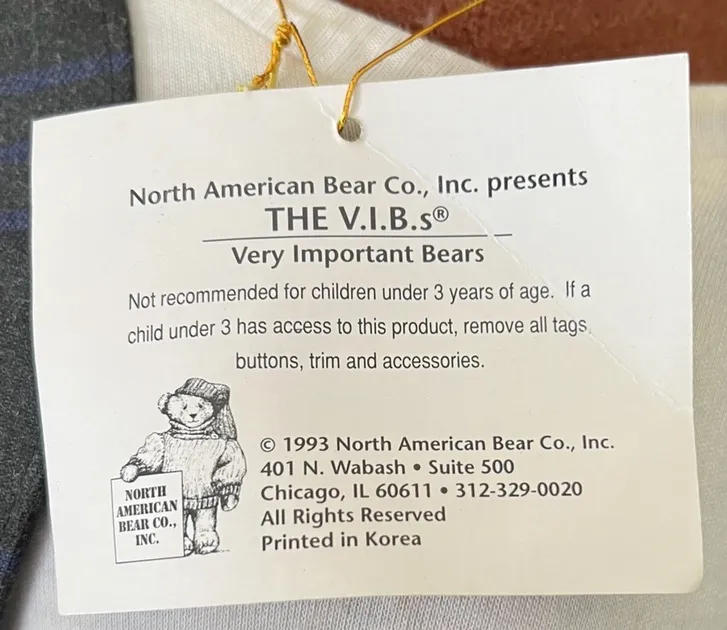 North American Bear Co., Inc. presents
THE V.I.B.s®
Very Important Bears
Not recommended for children under 3 years of age. If a
child under 3 has access to this product, remove all tags,
buttons, trim and accessories.
© 1993 North American Bear Co., Inc.
401 N. Wabash • Suite 500
Chicago, IL 60611 • 312-329-0020
All Rights Reserved
Printed in Korea
NORTH
AMERICAN
BEAR CO.,
INC.